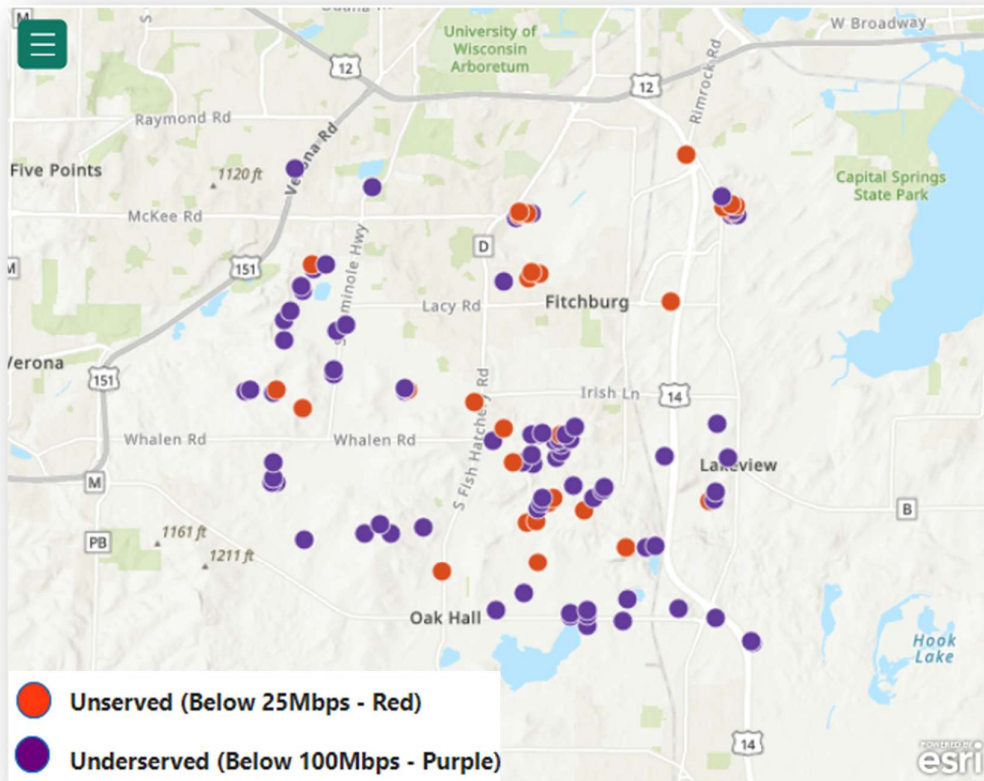 M
S
W Broadway
University of
Wisconsin
Arboretum
12
12
Rimrock Rd
Raymond Rd
Verona Rd
Five Points
1120 ft
Capital Springs
State Park
McKee Rd
D
M
151
Lacy Rd
Fitchburg
Verona
151
Irish Ln
14
S Fish Hatchery Rd
Whalen Rd
Whalen Rd
Lakeview
M
B
PB
1161 ft
1211 ft
Oak Hall
Hook
Lake
Unserved (Below 25Mbps - Red)
Underserved (Below 100Mbps - Purple)
14
POWERED BY
esri